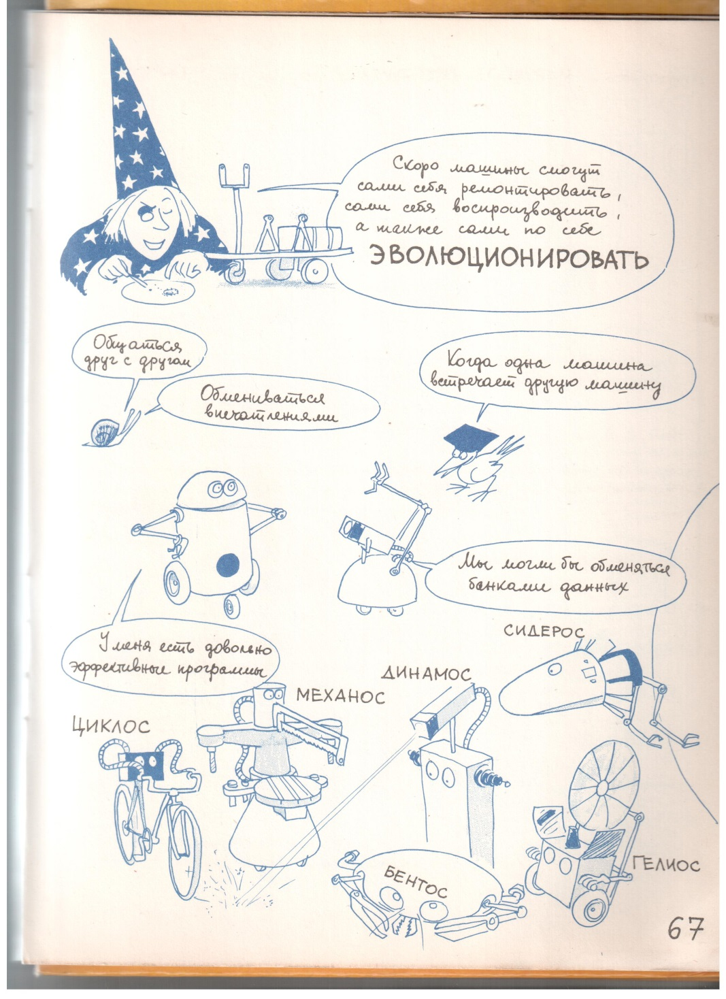 Скоро машины смогут
сами себя ремонтировать,
сами себя воспроизводить,
а также сами по себе
ЭВОЛЮЦИОНИРОВАТЬ
Общаться
друг с другом
Обмениваться
впечатлениями
Когда одна машина
встречает другую машину
Мы могли бы обменяться
банками данных
У меня есть довольно
эффективные программы
СИДЕРОС
ДИНАМОС
МЕХАНОС
ЦИКЛОС
БЕНТОС
ГЕЛИОС
67